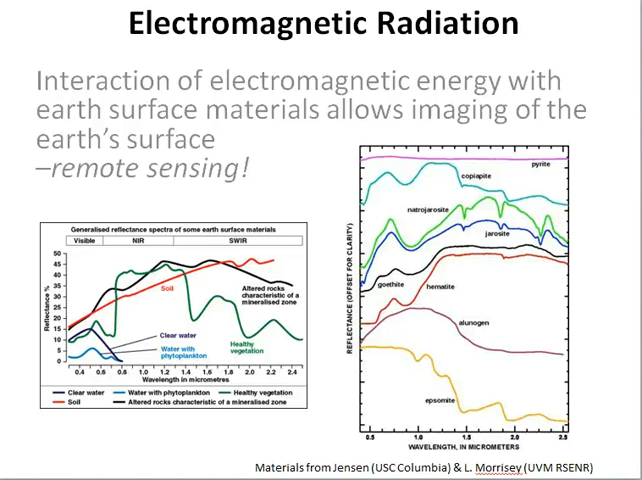 Electromagnetic Radiation
Interaction of electromagnetic energy with
earth surface materials allows imaging of the
earth's surface
–remote sensing!
Generalised reflectance spectra of some earth surface materials
Visible NIR SWIR
Reflectance %
50
45
40
35
30
25
20
15
10
5
0
Soil
Altered rocks
characteristic of a
mineralised zone
Clear water
Water with
phytoplankton
Healthy
vegetation
0.4 0.6 0.8 1.0 1.2 1.4 1.6 1.8 2.0 2.2 2.4
Wavelength in micrometres
Clear water Water with phytoplankton Healthy vegetation
Soil Altered rocks characteristic of a mineralised zone
REFLECTANCE (OFFSET FOR CLARITY)
pyrite
copiapite
natrojarosite
jarosite
goethite
hematite
alunogen
epsomite
0.5 1.0 1.5 2.0 2.5
WAVELENGTH, IN MICROMETERS
Materials from Jensen (USC Columbia) & L. Morrisey (UVM RSENR)